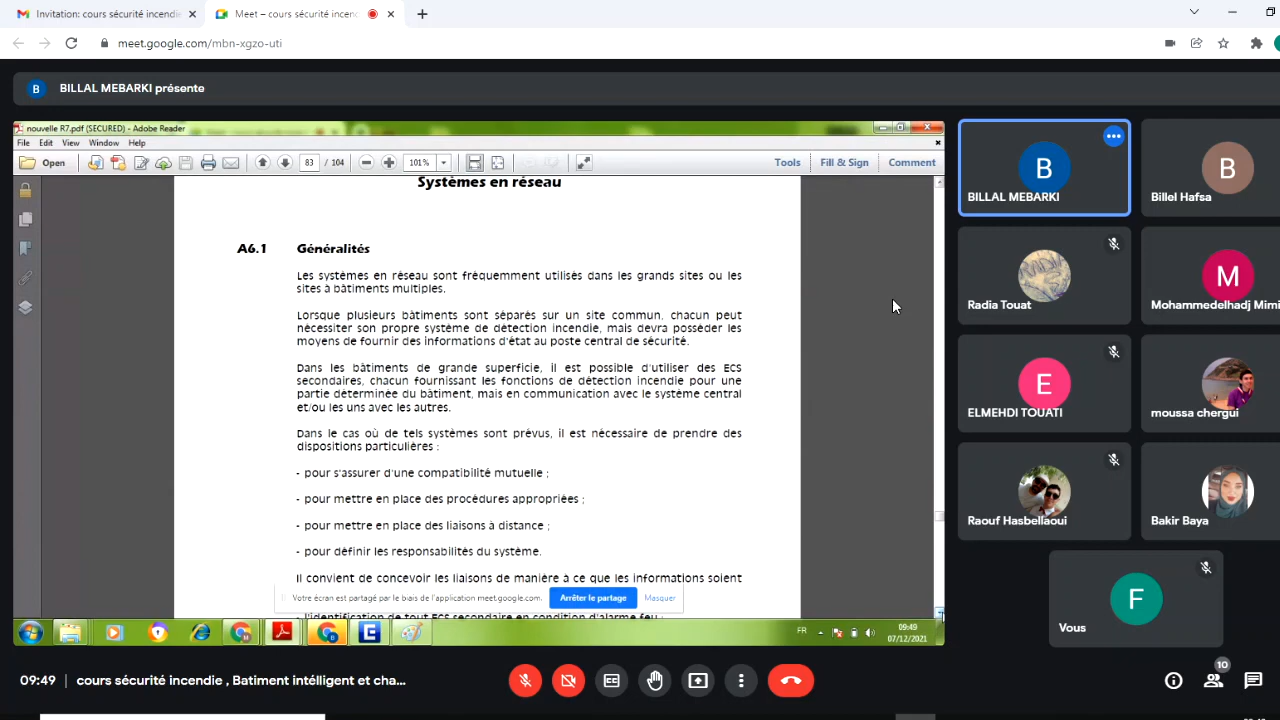 Invitation: cours sécurité incendie
Meet – cours sécurité incend
meet.google.com/mbn-xgzo-uti
B
BILLAL MEBARKI présente
nouvelle R7.pdf (SECURED) - Adobe Reader
File Edit View Window Help
Open
83 / 104
101%
Tools Fill & Sign Comment
Systèmes en réseau
A6.1 Généralités
Les systèmes en réseau sont fréquemment utilisés dans les grands sites ou les
sites à bâtiments multiples.
Lorsque plusieurs bâtiments sont séparés sur un site commun, chacun peut
nécessiter son propre système de détection incendie, mais devra posséder les
moyens de fournir des informations d'état au poste central de sécurité.
Dans les bâtiments de grande superficie, il est possible d'utiliser des ECS
secondaires, chacun fournissant les fonctions de détection incendie pour une
partie déterminée du bâtiment, mais en communication avec le système central
et/ou les uns avec les autres.
Dans le cas où de tels systèmes sont prévus, il est nécessaire de prendre des
dispositions particulières :
- pour s'assurer d'une compatibilité mutuelle ;
- pour mettre en place des procédures appropriées ;
- pour mettre en place des liaisons à distance ;
- pour définir les responsabilités du système.
Il convient de concevoir les liaisons de manière à ce que les informations soient
Votre écran est partagé par le biais de l'application meet.google.com.
Arrêter le partage
Masquer
- l'identification de tout ECS secondaire en condition d'alarme feu ;
FR
09:49
07/12/2021
B
BILLAL MEBARKI
B
Billel Hafsa
Radia Touat
M
Mohammedelhadj Mimi
E
ELMEHDI TOUATI
moussa chergui
Raouf Hasbellaoui
Bakir Baya
F
Vous
09:49 | cours sécurité incendie , Batiment intélligent et cha...
10